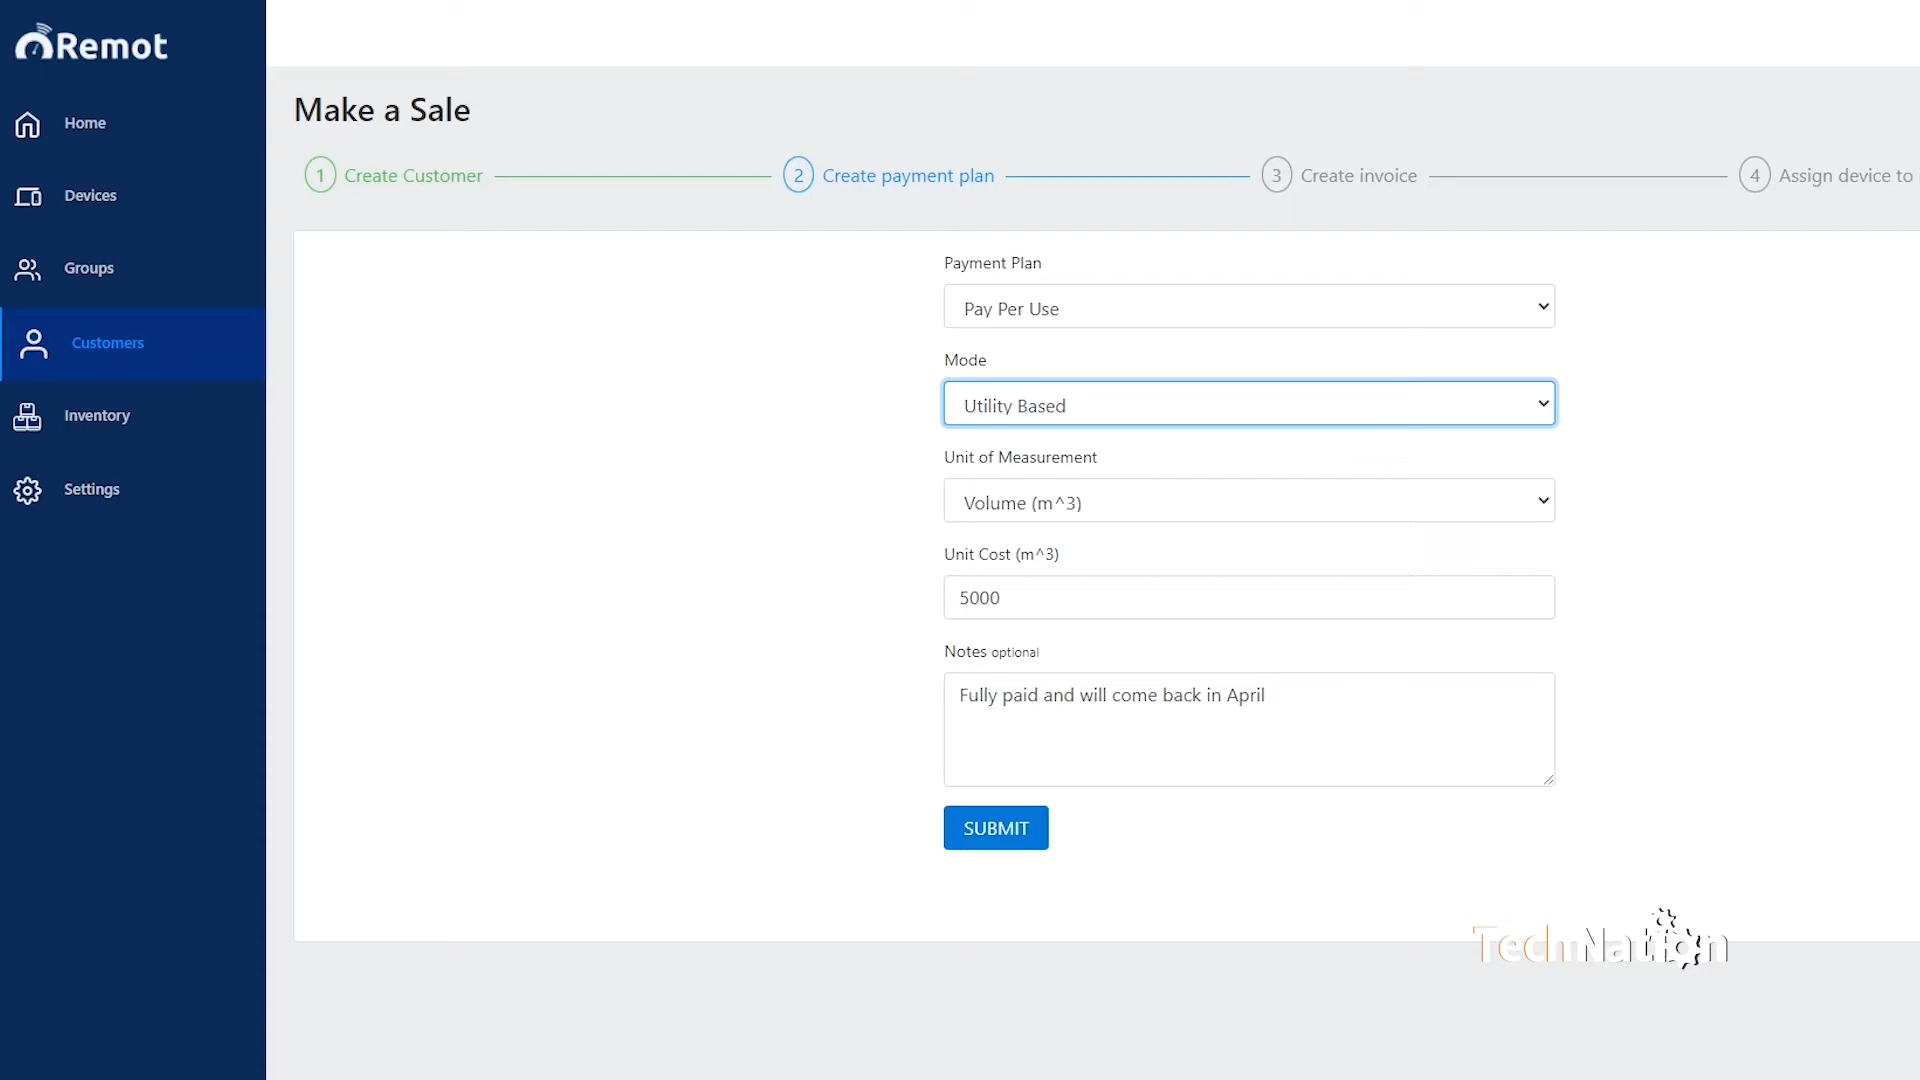 Remot
Home
Devices
Groups
Customers
Inventory
Settings
Make a Sale
1 Create Customer
2 Create payment plan
3 Create invoice
4 Assign device to
Payment Plan
Pay Per Use
Mode
Utility Based
Unit of Measurement
Volume (m^3)
Unit Cost (m^3)
5000
Notes optional
Fully paid and will come back in April
SUBMIT
TechNation